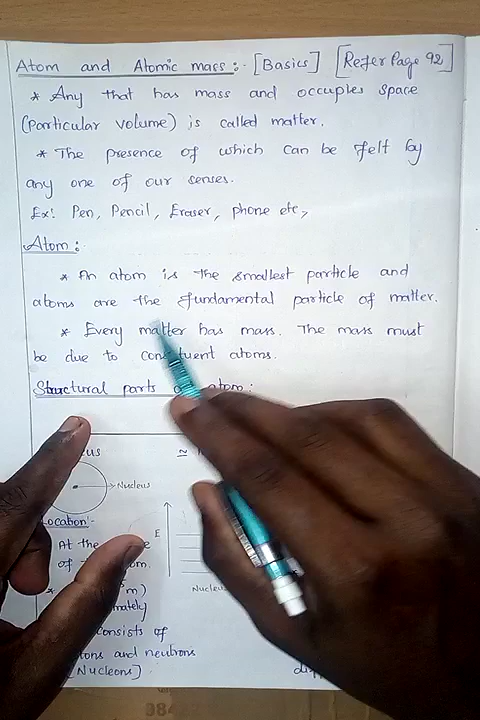 Atom and Atomic mass:- [Basics] [Refer Page 92]
* Any that has mass and occupies space
(Particular volume) is called matter.
* The presence of which can be felt by
any one of our senses.
Ex: Pen, Pencil, Eraser, phone etc,
Atom:-
* An atom is the smallest particle and
atoms are the fundamental particle of matter.
* Every matter has mass. The mass must
be due to constituent atoms.
Structural parts atom:
Nucleus
Location:-
At the
of
consists of
and neutrons
[Nucleons]
E